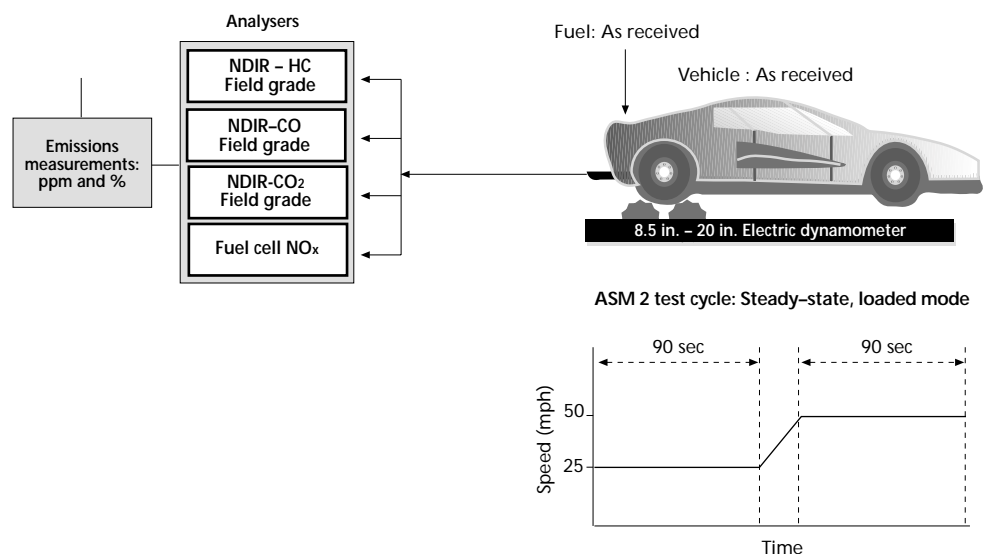 Analysers
Fuel: As received
NDIR – HC
Field grade
Vehicle : As received
NDIR–CO
Field grade
Emissions
measurements:
ppm and %
NDIR-CO₂
Field grade
Fuel cell NOx
8.5 in. – 20 in. Electric dynamometer
ASM 2 test cycle: Steady–state, loaded mode
90 sec
90 sec
Speed (mph)
50
25
Time